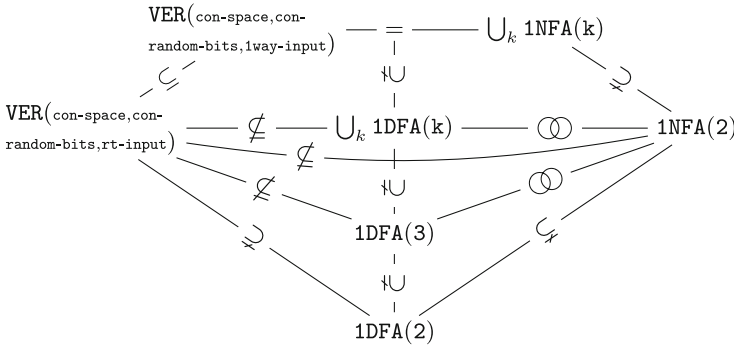 VER(con-space,con-
random-bits,1way-input)
=
⋃ₖ 1NFA(k)
⊆
⊊
⊊
VER(con-space,con-
random-bits,rt-input)
⊈
⋃ₖ 1DFA(k)
1NFA(2)
⊈
⊈
⊊
1DFA(3)
⊊
⊊
⊊
1DFA(2)